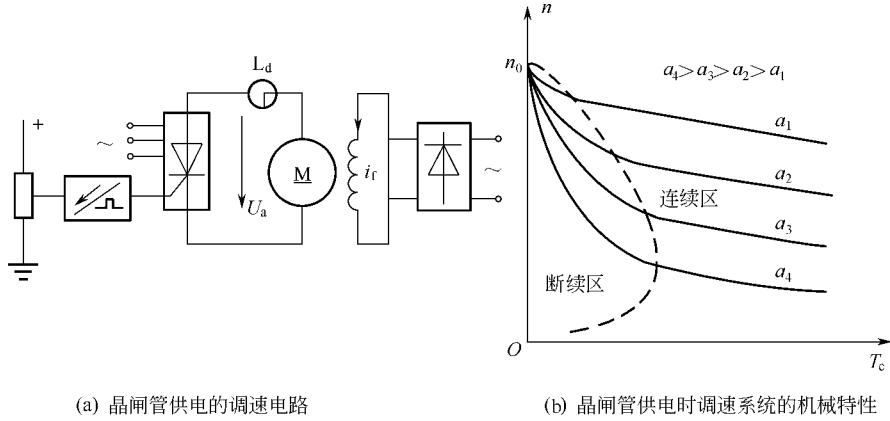 L_d
+
~
M
i_f
U_a
~
(a) 晶闸管供电的调速电路
n
n_0
a_4>a_3>a_2>a_1
a_1
a_2
连续区
a_3
断续区
a_4
O
T_c
(b) 晶闸管供电时调速系统的机械特性